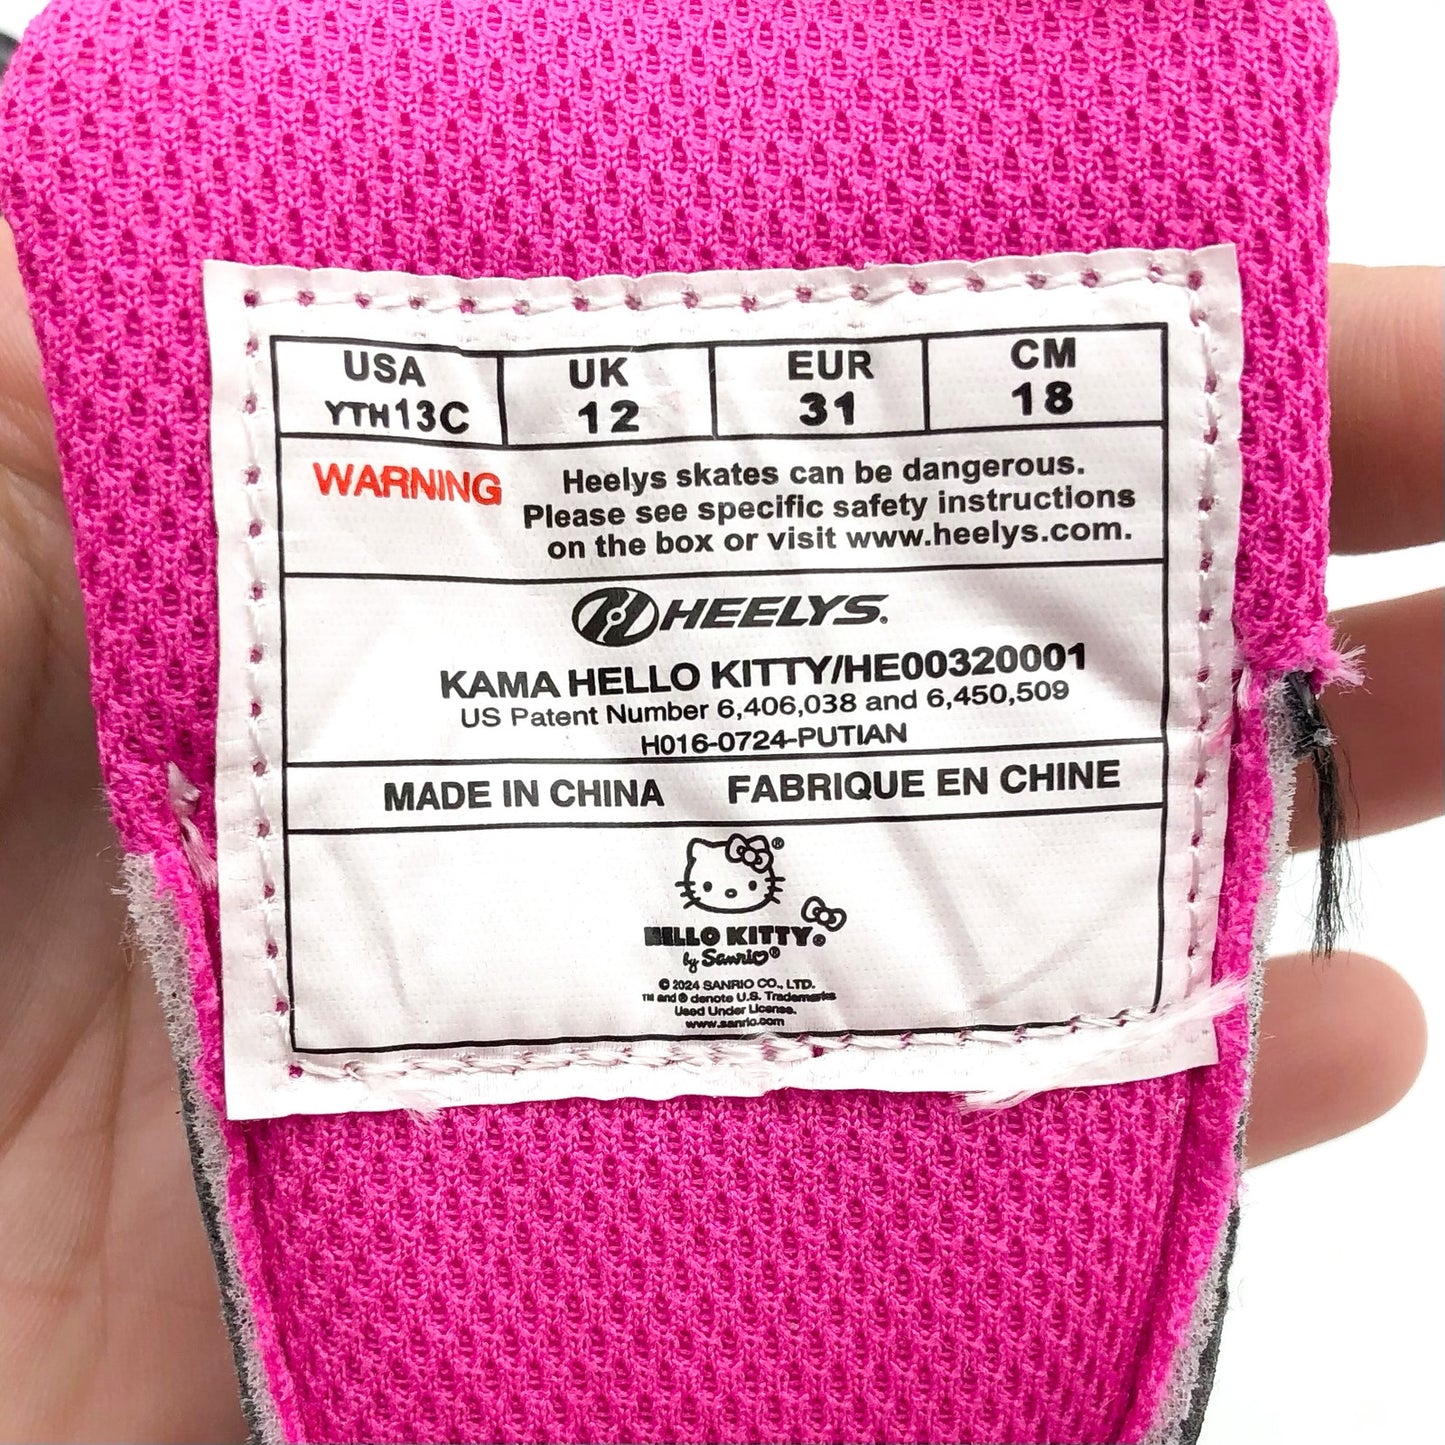 USA UK EUR CM
YTH13C 12 31 18
WARNING
Heelys skates can be dangerous.
Please see specific safety instructions
on the box or visit www.heelys.com.
HEELYS®
KAMA HELLO KITTY/HE00320001
US Patent Number 6,406,038 and 6,450,509
H016-0724-PUTIAN
MADE IN CHINA FABRIQUE EN CHINE
®
HELLO KITTY®
by Sanrio®
© 2024 SANRIO CO., LTD.
™ and ® denote U.S. Trademarks
Used Under License.
www.sanrio.com